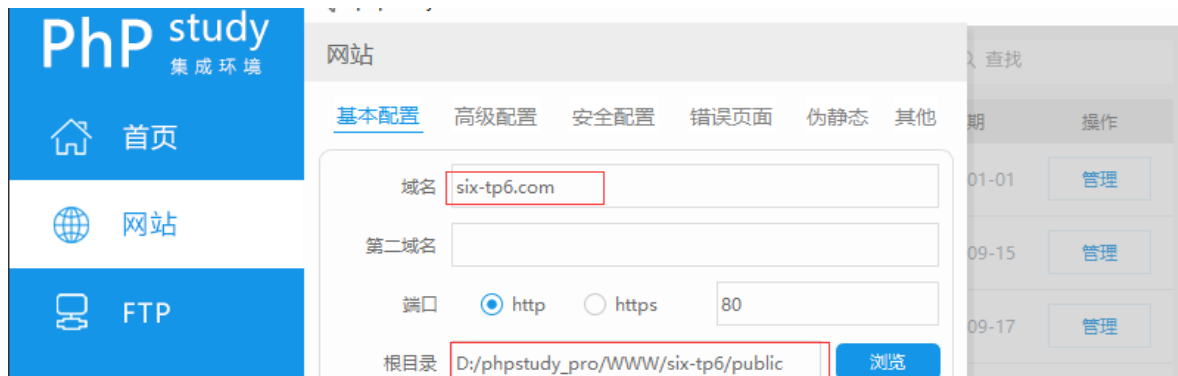 PhP study
集成环境
首页
网站
FTP
网站
基本配置 高级配置 安全配置 错误页面 伪静态 其他
域名 six-tp6.com
第二域名
端口 http https 80
根目录 D:/phpstudy_pro/WWW/six-tp6/public 浏览
查找
期 操作
01-01 管理
09-15 管理
09-17 管理